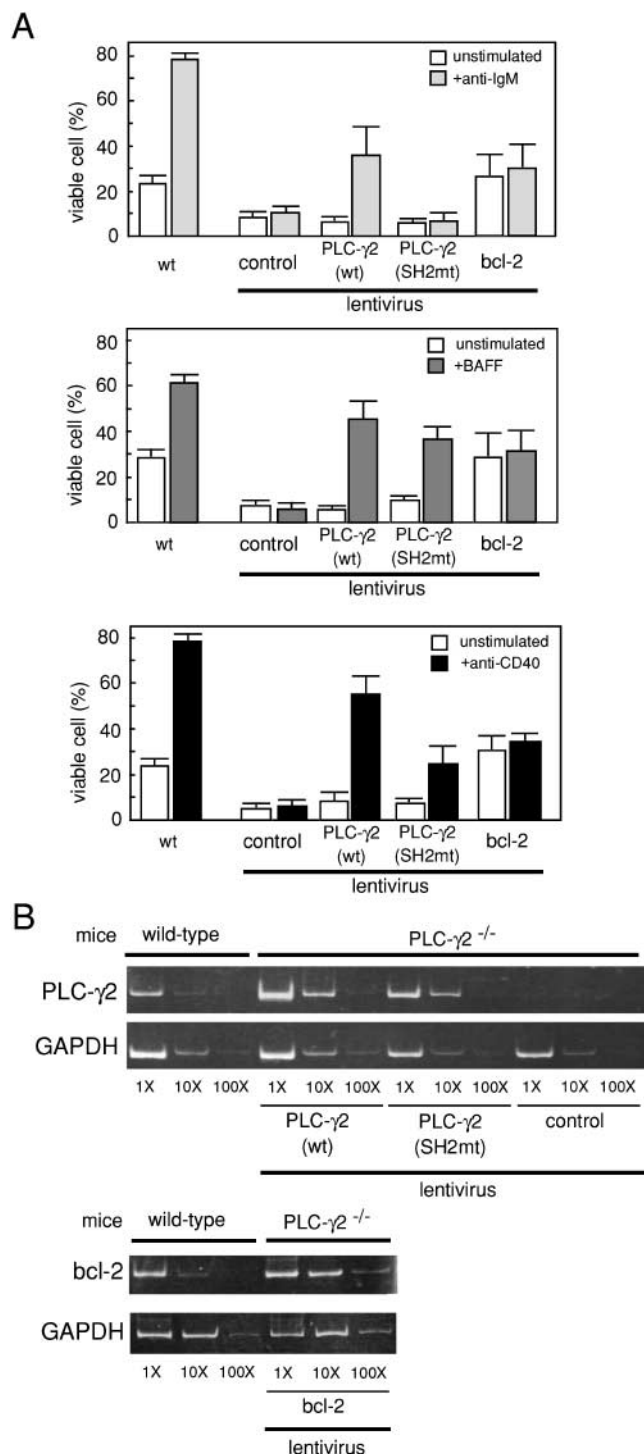 A
unstimulated
+anti-IgM
viable cell (%)
80
60
40
20
0
wt
control
PLC-γ2
(wt)
PLC-γ2
(SH2mt)
bcl-2
lentivirus
unstimulated
+BAFF
viable cell (%)
80
60
40
20
0
wt
control
PLC-γ2
(wt)
PLC-γ2
(SH2mt)
bcl-2
lentivirus
unstimulated
+anti-CD40
viable cell (%)
80
60
40
20
0
wt
control
PLC-γ2
(wt)
PLC-γ2
(SH2mt)
bcl-2
lentivirus
B
mice wild-type PLC-γ2 -/-
PLC-γ2
GAPDH
1X 10X 100X 1X 10X 100X 1X 10X 100X 1X 10X 100X
PLC-γ2
(wt)
PLC-γ2
(SH2mt)
control
lentivirus
mice wild-type PLC-γ2 -/-
bcl-2
GAPDH
1X 10X 100X 1X 10X 100X
bcl-2
lentivirus